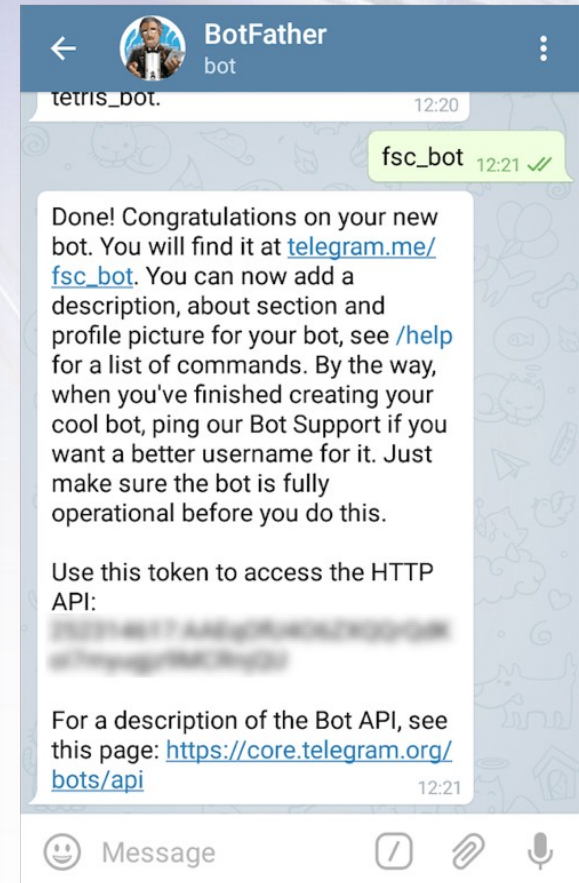 BotFather
bot
tetris_bot.
12:20
fsc_bot 12:21
Done! Congratulations on your new
bot. You will find it at telegram.me/
fsc_bot. You can now add a
description, about section and
profile picture for your bot, see /help
for a list of commands. By the way,
when you've finished creating your
cool bot, ping our Bot Support if you
want a better username for it. Just
make sure the bot is fully
operational before you do this.
Use this token to access the HTTP
API:
For a description of the Bot API, see
this page: https://core.telegram.org/
bots/api
12:21
Message